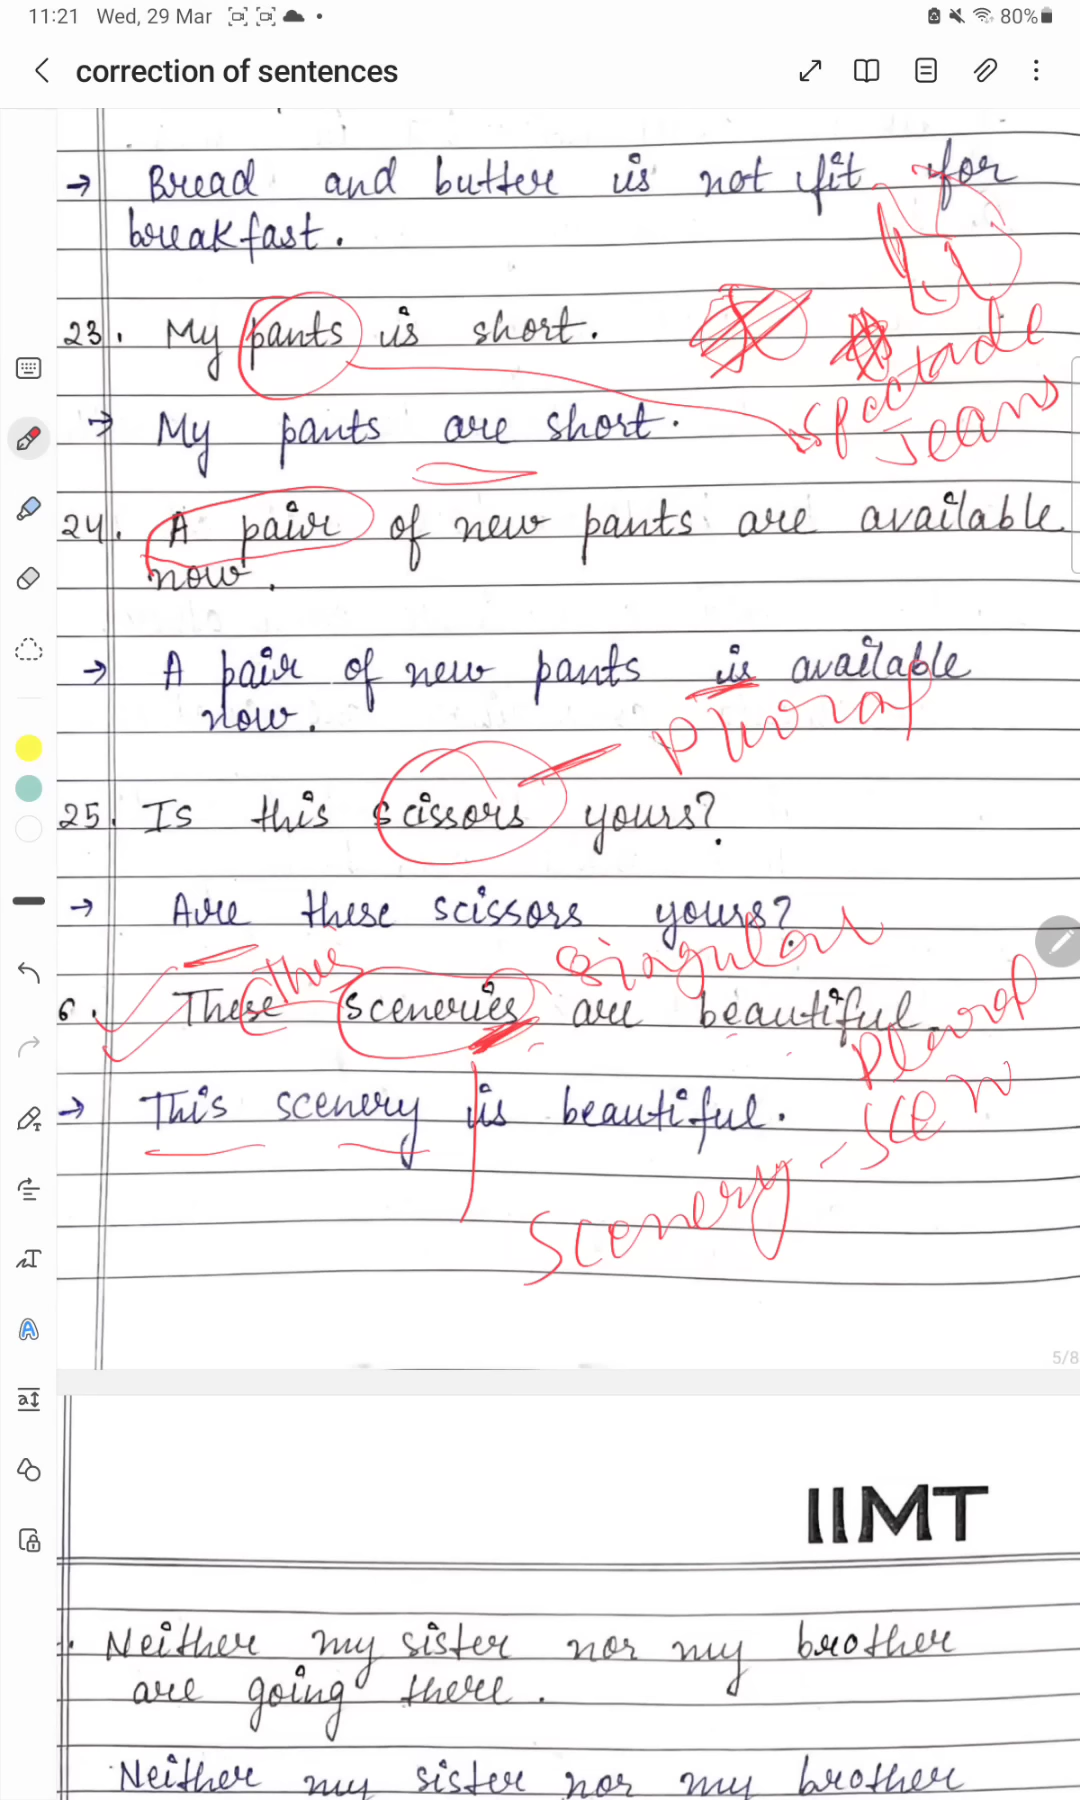 11:21 Wed, 29 Mar 80%
correction of sentences
→ Bread and butter is not fit for
breakfast.
23. My pants is short.
spectacle
Jeans
→ My pants are short.
24. A pair of new pants are available
now.
→ A pair of new pants is available
now.
plural
25. Is this scissors yours?
→ Are these scissors yours?
This singular
6. These sceneries are beautiful.
plural
→ This scenery is beautiful.
scenery -
5/8
IIMT
Neither my sister nor my brother
are going there.
Neither my sister nor my brother